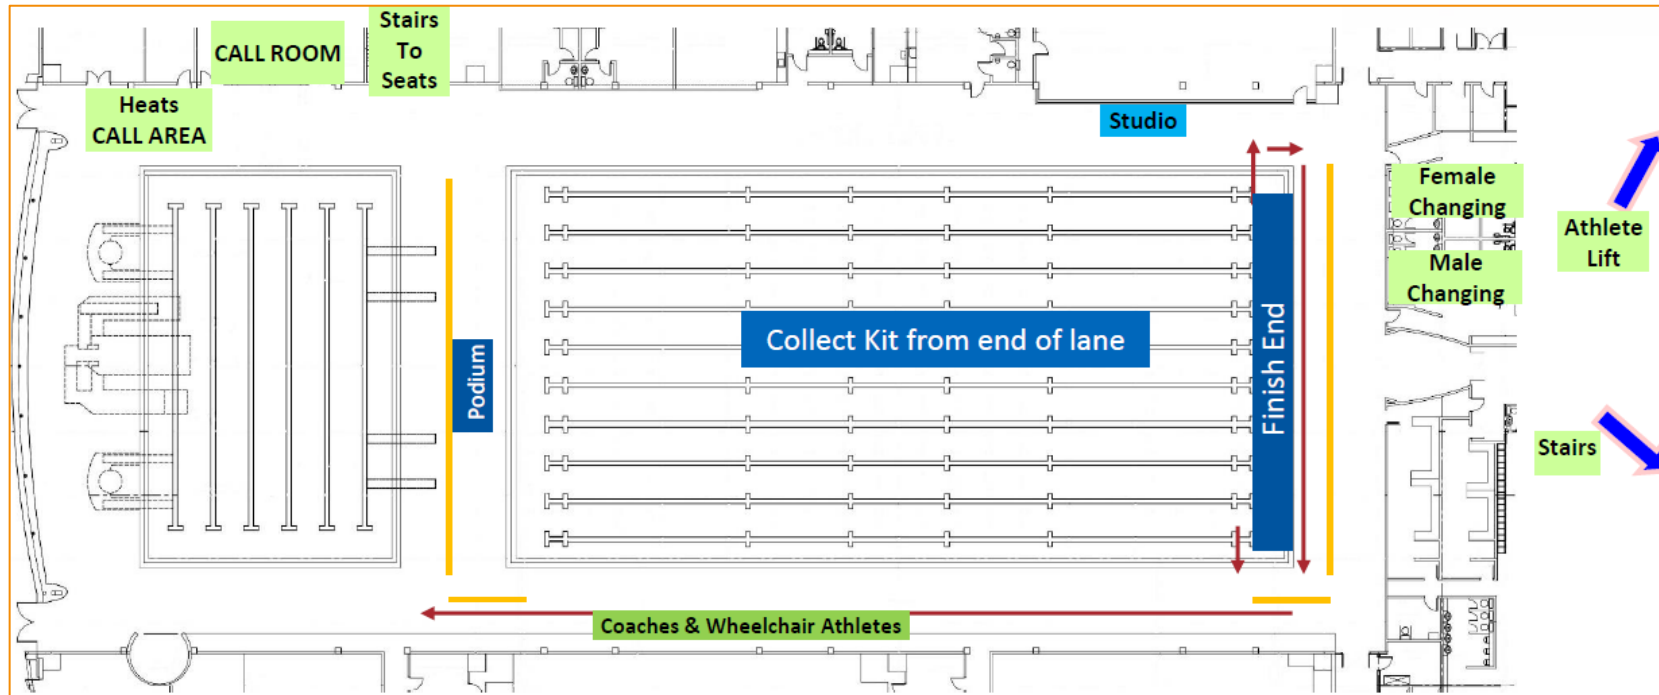 CALL ROOM
Stairs
To
Seats
Heats
CALL AREA
Studio
Female
Changing
Male
Changing
Athlete
Lift
Collect Kit from end of lane
Finish End
Podium
Stairs
Coaches & Wheelchair Athletes